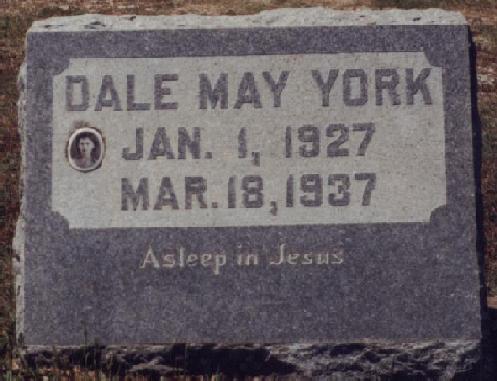 DALE MAY YORK
JAN. 1, 1927
MAR. 18, 1937
Asleep in Jesus